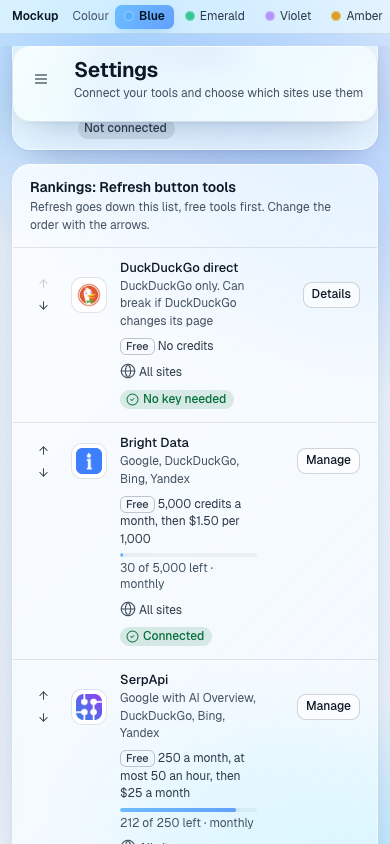 Mockup Colour Blue Emerald Violet Amber
Settings
Connect your tools and choose which sites use them
Not connected
Rankings: Refresh button tools
Refresh goes down this list, free tools first. Change the
order with the arrows.
DuckDuckGo direct
DuckDuckGo only. Can
break if DuckDuckGo
changes its page
Details
Free No credits
All sites
No key needed
Bright Data
Google, DuckDuckGo,
Bing, Yandex
Manage
Free 5,000 credits a
month, then $1.50 per
1,000
30 of 5,000 left ·
monthly
All sites
Connected
SerpApi
Google with AI Overview,
DuckDuckGo, Bing,
Yandex
Manage
Free 250 a month, at
most 50 an hour, then
$25 a month
212 of 250 left · monthly